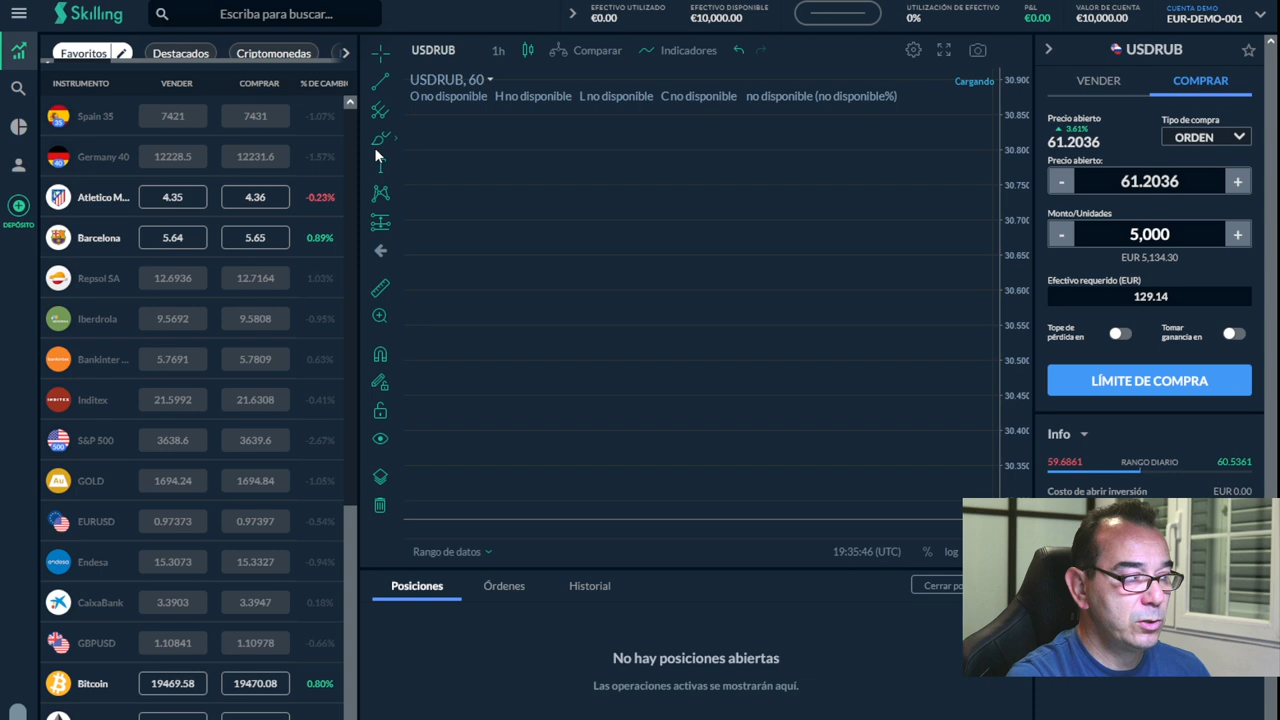 Skilling
Escriba para buscar...
EFECTIVO UTILIZADO
€0.00
EFECTIVO DISPONIBLE
€10,000.00
UTILIZACIÓN DE EFECTIVO
0%
P&L
€0.00
VALOR DE CUENTA
€10,000.00
CUENTA DEMO
EUR-DEMO-001
DEPÓSITO
Favoritos
Destacados
Criptomonedas
INSTRUMENTO VENDER COMPRAR % DE CAMBI
Spain 35 7421 7431 -1.07%
Germany 40 12228.5 12231.6 -1.57%
Atletico M... 4.35 4.36 -0.23%
Barcelona 5.64 5.65 0.89%
Repsol SA 12.6936 12.7164 1.03%
Iberdrola 9.5692 9.5808 -0.95%
Bankinter ... 5.7691 5.7809 0.63%
Inditex 21.5992 21.6308 -0.41%
S&P 500 3638.6 3639.6 -2.67%
GOLD 1694.24 1694.84 -1.05%
EURUSD 0.97373 0.97397 -0.54%
Endesa 15.3073 15.3327 -0.94%
CaixaBank 3.3903 3.3947 0.18%
GBPUSD 1.10841 1.10978 -0.66%
Bitcoin 19469.58 19470.08 0.80%
USDRUB 1h Comparar Indicadores
USDRUB, 60
O no disponible H no disponible L no disponible C no disponible no disponible (no disponible%)
Cargando
30.900
30.850
30.800
30.750
30.700
30.650
30.600
30.550
30.500
30.450
30.400
30.350
Rango de datos
19:35:46 (UTC) % log
Posiciones
Órdenes
Historial
Cerrar po
No hay posiciones abiertas
Las operaciones activas se mostrarán aquí.
USDRUB
VENDER
COMPRAR
Precio abierto
3.61%
61.2036
Tipo de compra
ORDEN
Precio abierto:
- 61.2036 +
Monto/Unidades
- 5,000 +
EUR 5,134.30
Efectivo requerido (EUR)
129.14
Tope de
pérdida en
Tomar
ganancia en
LÍMITE DE COMPRA
Info
59.6861 RANGO DIARIO 60.5361
Costo de abrir inversión EUR 0.00